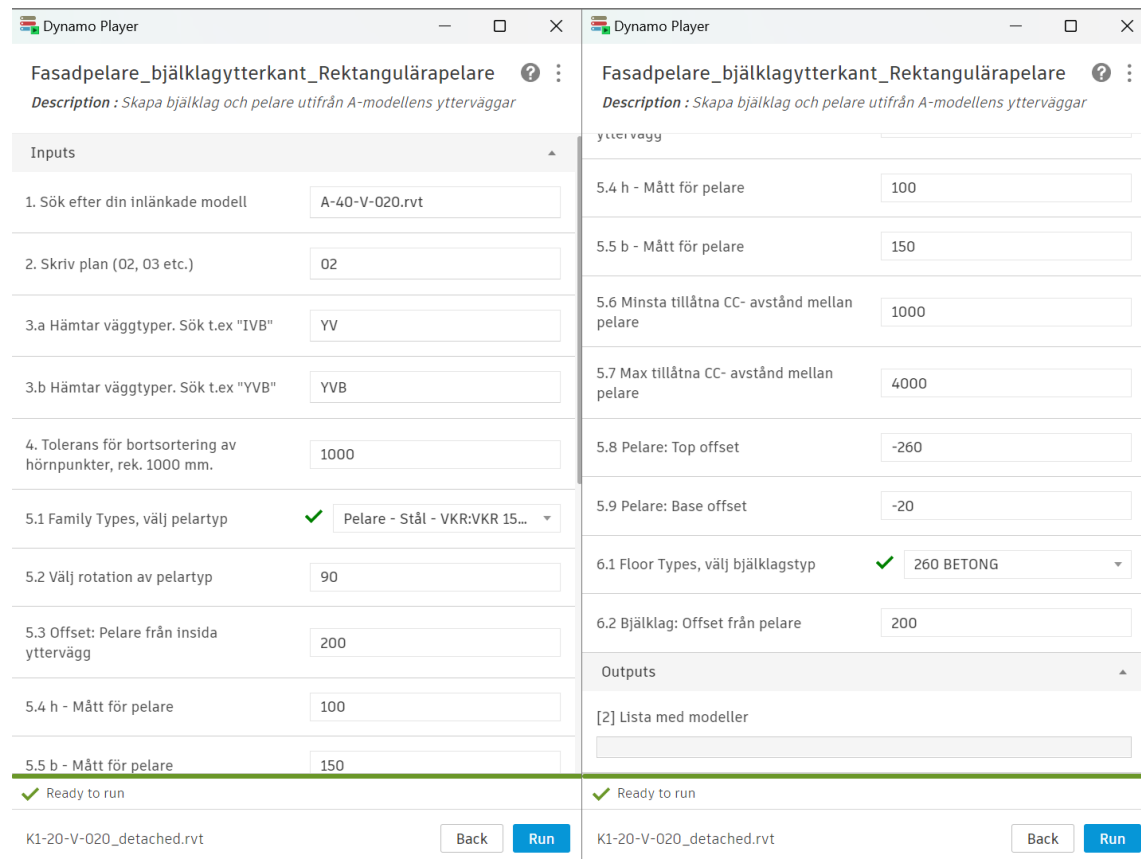 Dynamo Player
Fasadpelare_bjälklagytterkant_Rektangulärapelare
Description : Skapa bjälklag och pelare utifrån A-modellens ytterväggar
Inputs
1. Sök efter din inlänkade modell A-40-V-020.rvt
2. Skriv plan (02, 03 etc.) 02
3.a Hämtar väggtyper. Sök t.ex "IVB" YV
3.b Hämtar väggtyper. Sök t.ex "YVB" YVB
4. Tolerans för bortsortering av
hörnpunkter, rek. 1000 mm. 1000
5.1 Family Types, välj pelartyp Pelare - Stål - VKR:VKR 15...
5.2 Välj rotation av pelartyp 90
5.3 Offset: Pelare från insida
yttervägg 200
5.4 h - Mått för pelare 100
5.5 b - Mått för pelare 150
Ready to run
K1-20-V-020_detached.rvt Back Run
Dynamo Player
Fasadpelare_bjälklagytterkant_Rektangulärapelare
Description : Skapa bjälklag och pelare utifrån A-modellens ytterväggar
yttervägg
5.4 h - Mått för pelare 100
5.5 b - Mått för pelare 150
5.6 Minsta tillåtna CC- avstånd mellan
pelare 1000
5.7 Max tillåtna CC- avstånd mellan
pelare 4000
5.8 Pelare: Top offset -260
5.9 Pelare: Base offset -20
6.1 Floor Types, välj bjälklagstyp 260 BETONG
6.2 Bjälklag: Offset från pelare 200
Outputs
[2] Lista med modeller
Ready to run
K1-20-V-020_detached.rvt Back Run